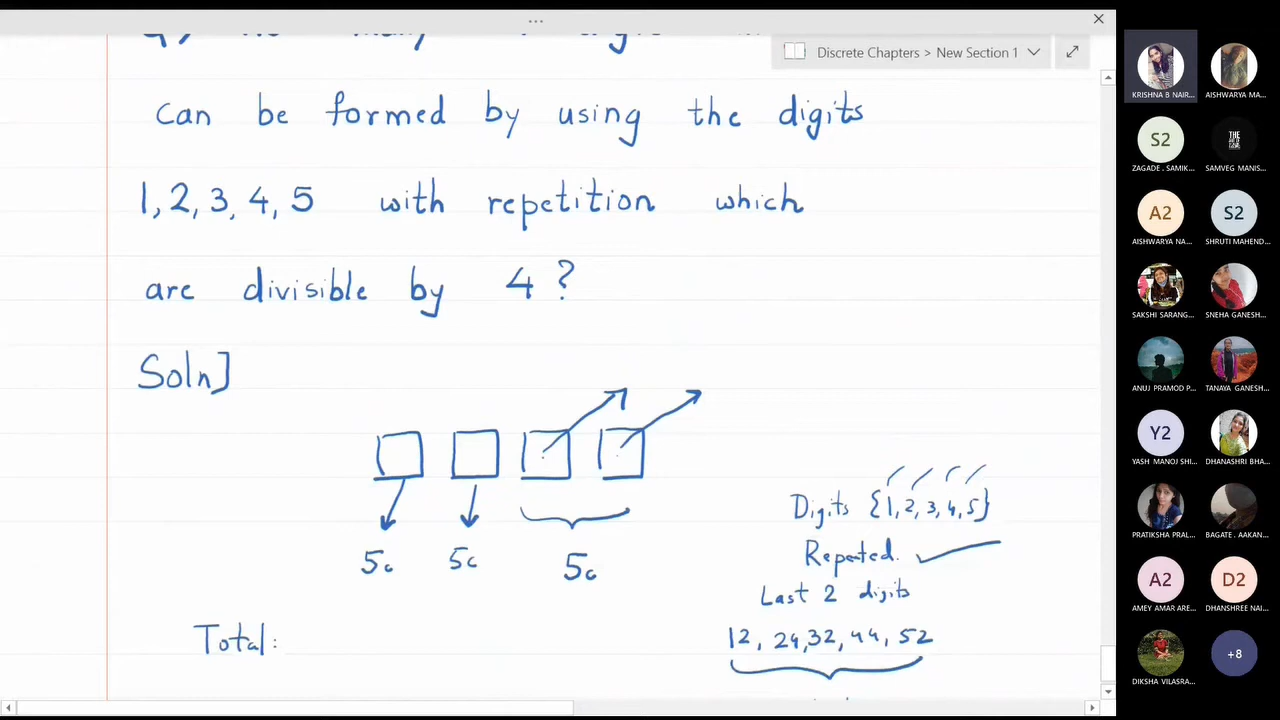 Discrete Chapters > New Section 1
can be formed by using the digits
1, 2, 3, 4, 5 with repetition which
are divisible by 4 ?
Soln]
Digits {1, 2, 3, 4, 5}
Repeated.
5c 5c 5c
Last 2 digits
Total:
12, 24, 32, 44, 52
KRISHNA B NAIR... AISHWARYA MA...
S2 THE
ZAGADE . SAMIK... SAMVEG MANIS...
A2 S2
AISHWARYA NA... SHRUTI MAHEND...
SAKSHI SARANG... SNEHA GANESH...
ANUJ PRAMOD P... TANAYA GANESH...
Y2
YASH MANOJ SHI... DHANASHRI BHA...
PRATIKSHA PRAL... BAGATE . AAKAN...
A2 D2
AMEY AMAR ARE... DHANSHREE NAI...
+8
DIKSHA VILASRA...